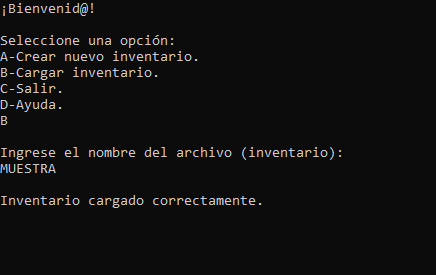 ¡Bienvenid@!
Seleccione una opción:
A-Crear nuevo inventario.
B-Cargar inventario.
C-Salir.
D-Ayuda.
B
Ingrese el nombre del archivo (inventario):
MUESTRA
Inventario cargado correctamente.